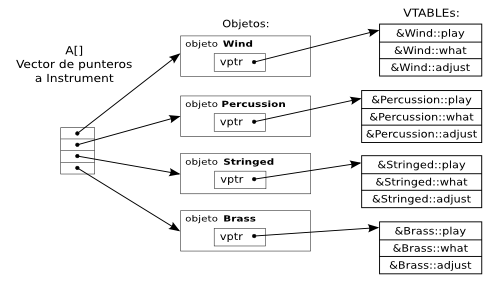 A[]
Vector de punteros
a Instrument
Objetos:
VTABLES:
objeto Wind
vptr
&Wind::play
&Wind::what
&Wind::adjust
objeto Percussion
vptr
&Percussion::play
&Percussion::what
&Percussion::adjust
objeto Stringed
vptr
&Stringed::play
&Stringed::what
&Stringed::adjust
objeto Brass
vptr
&Brass::play
&Brass::what
&Brass::adjust